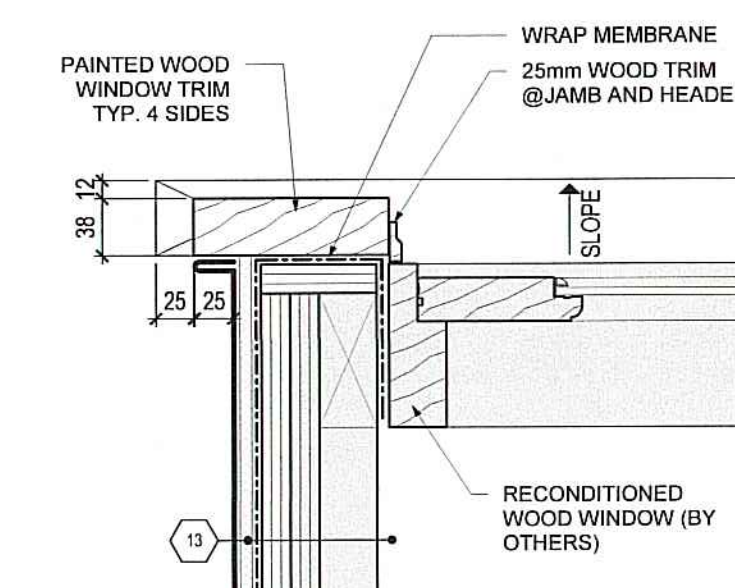 WRAP MEMBRANE
PAINTED WOOD
WINDOW TRIM
TYP. 4 SIDES
25mm WOOD TRIM
@JAMB AND HEADE
12
38
SLOPE
25 25
13
RECONDITIONED
WOOD WINDOW (BY
OTHERS)